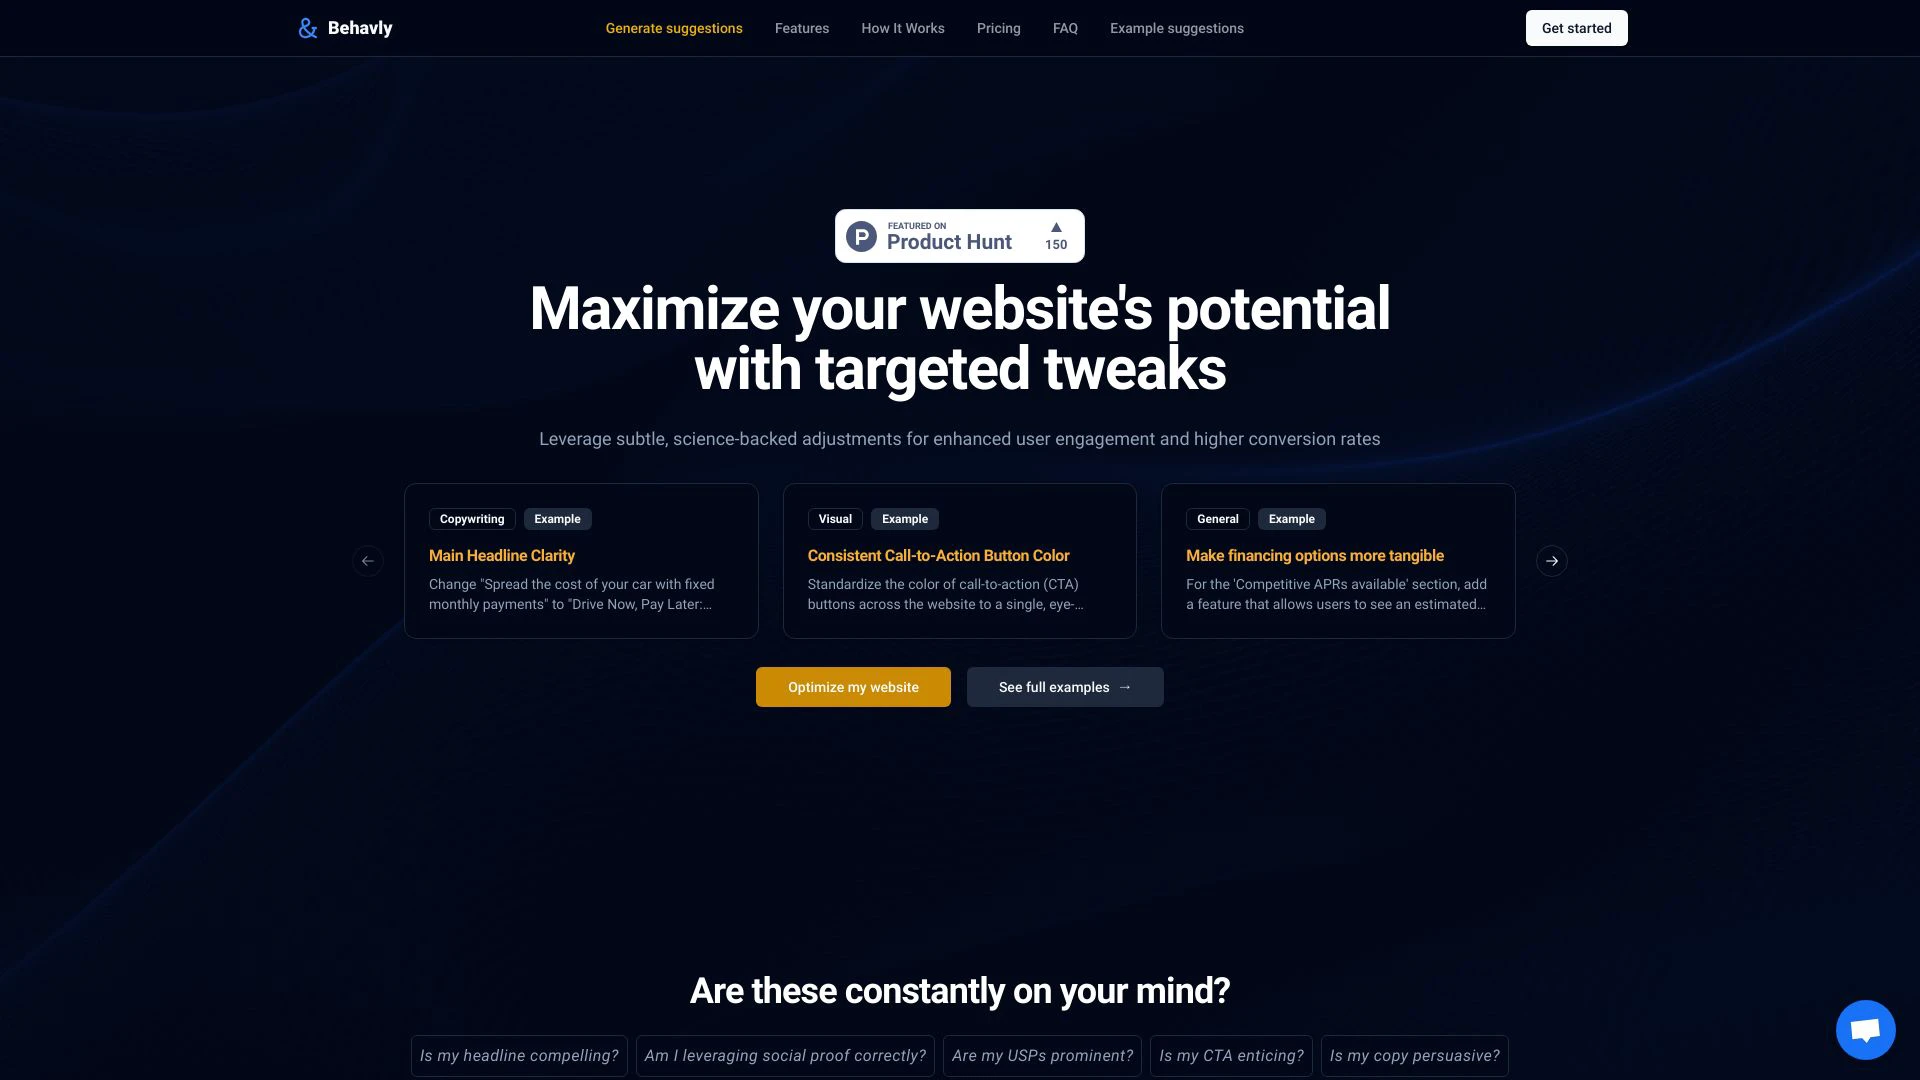 & Behavly
Generate suggestions
Features
How It Works
Pricing
FAQ
Example suggestions
Get started
P
FEATURED ON
Product Hunt
▲
150
Maximize your website's potential
with targeted tweaks
Leverage subtle, science-backed adjustments for enhanced user engagement and higher conversion rates
←
Copywriting
Example
Main Headline Clarity
Change "Spread the cost of your car with fixed
monthly payments" to "Drive Now, Pay Later:...
Visual
Example
Consistent Call-to-Action Button Color
Standardize the color of call-to-action (CTA)
buttons across the website to a single, eye-...
General
Example
Make financing options more tangible
For the 'Competitive APRs available' section, add
a feature that allows users to see an estimated...
→
Optimize my website
See full examples →
Are these constantly on your mind?
Is my headline compelling?
Am I leveraging social proof correctly?
Are my USPs prominent?
Is my CTA enticing?
Is my copy persuasive?